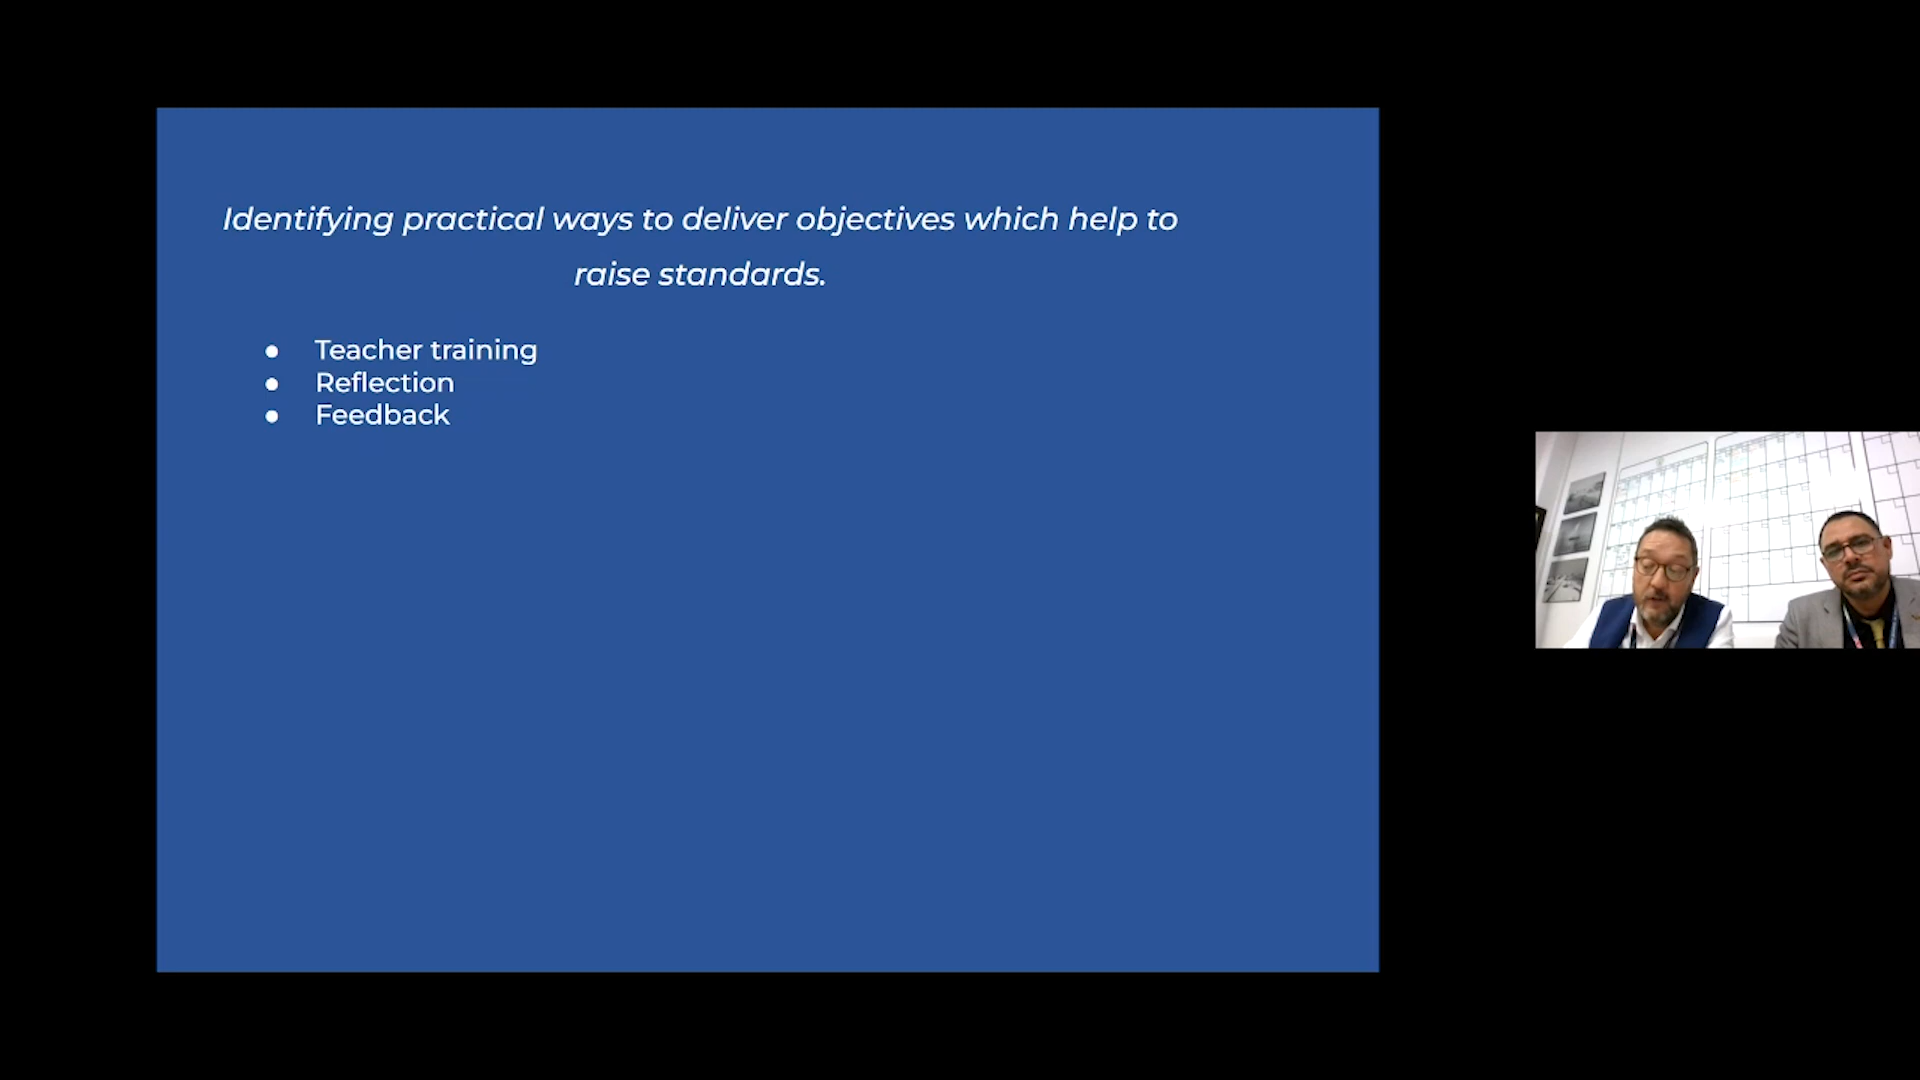 Identifying practical ways to deliver objectives which help to
raise standards.
● Teacher training
● Reflection
● Feedback